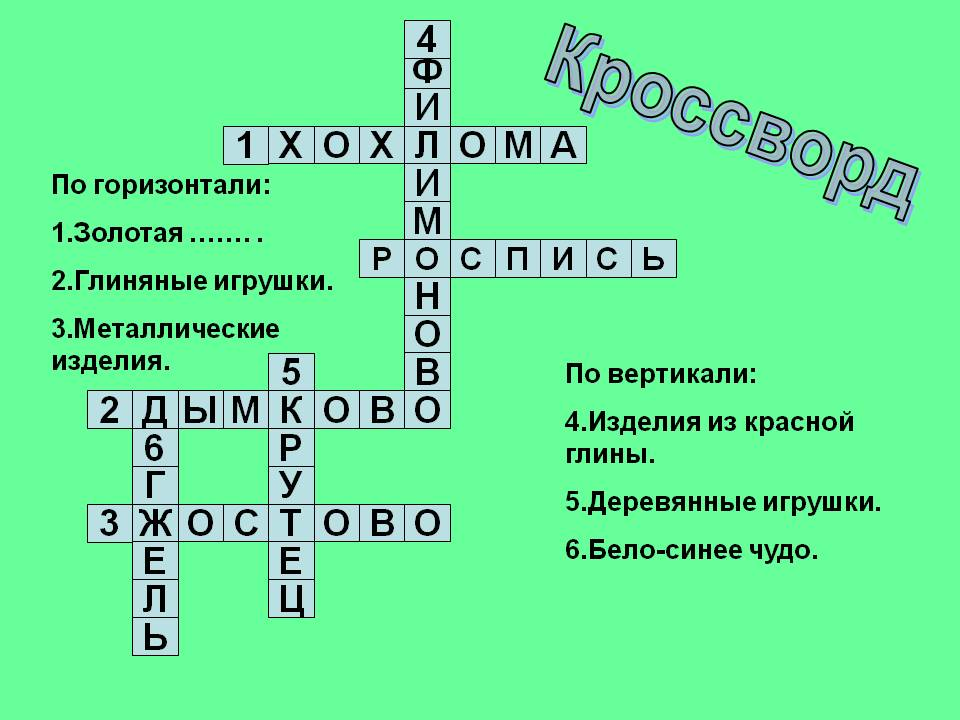 Кроссворд
4
Ф
И
1 Х О Х Л О М А
И
М
Р О С П И С Ь
Н
О
5 В
2 Д Ы М К О В О
6 Р
Г У
3 Ж О С Т О В О
Е Е
Л Ц
Ь
По горизонтали:
1.Золотая ……. .
2.Глиняные игрушки.
3.Металлические
изделия.
По вертикали:
4.Изделия из красной
глины.
5.Деревянные игрушки.
6.Бело-синее чудо.